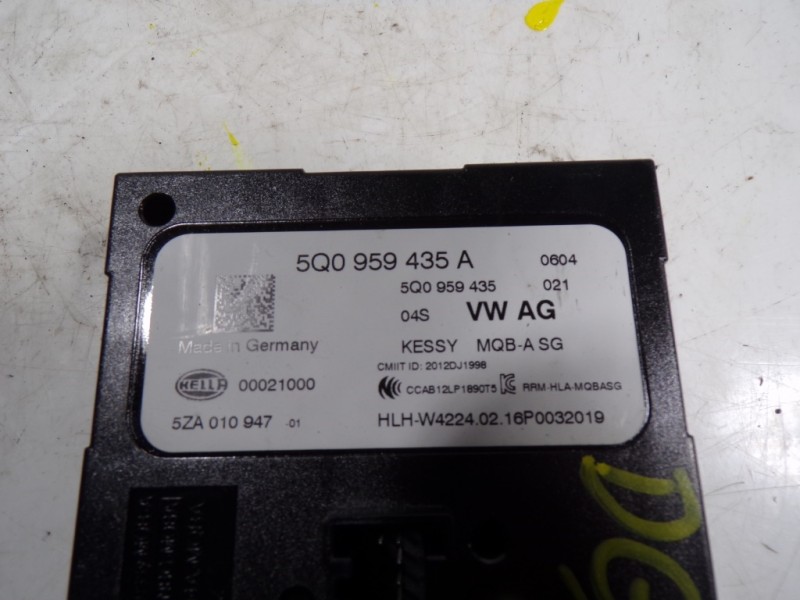 5Q0 959 435 A 0604
5Q0 959 435 021
04S VW AG
Made in Germany KESSY MQB-A SG
CMIIT ID: 2012DJ1998
HELLA 00021000 CCAB12LP1890T5 RRM-HLA-MQBASG
5ZA 010 947 -01 HLH-W4224.02.16P0032019